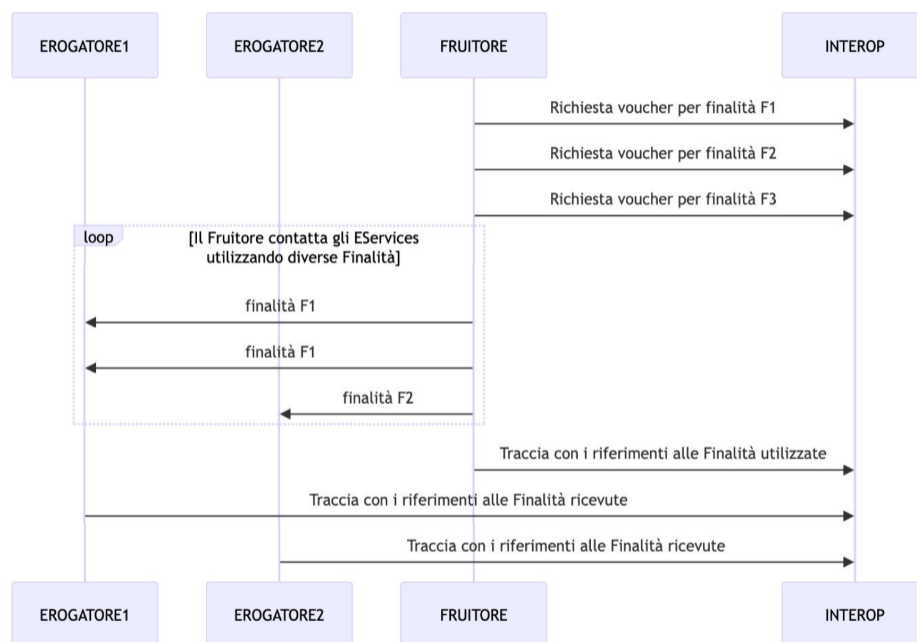 EROGATORE1
EROGATORE2
FRUITORE
INTEROP
Richiesta voucher per finalità F1
Richiesta voucher per finalità F2
Richiesta voucher per finalità F3
loop
[Il Fruitore contatta gli EServices
utilizzando diverse Finalità]
finalità F1
finalità F1
finalità F2
Traccia con i riferimenti alle Finalità utilizzate
Traccia con i riferimenti alle Finalità ricevute
Traccia con i riferimenti alle Finalità ricevute
EROGATORE1
EROGATORE2
FRUITORE
INTEROP